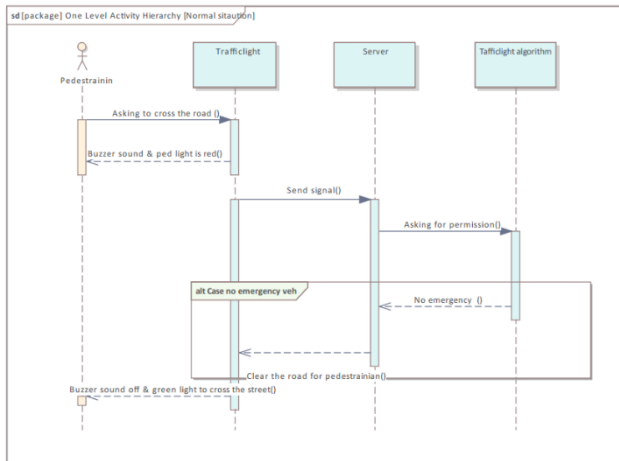 sd [package] One Level Activity Hierarchy [Normal sitaution]
Trafficlight
Server
Tafficlight algorithm
Pedestrainin
Asking to cross the road ()
Buzzer sound & ped light is red()
Send signal()
Asking for permission()
alt Case no emergency veh
No emergency ()
Clear the road for pedestrainian()
Buzzer sound off & green light to cross the street()